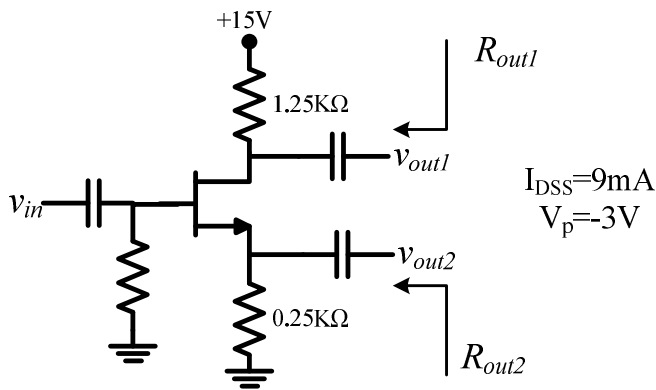 +15V
R_out1
1.25KΩ
v_out1
I_DSS=9mA
V_p=-3V
v_in
v_out2
0.25KΩ
R_out2